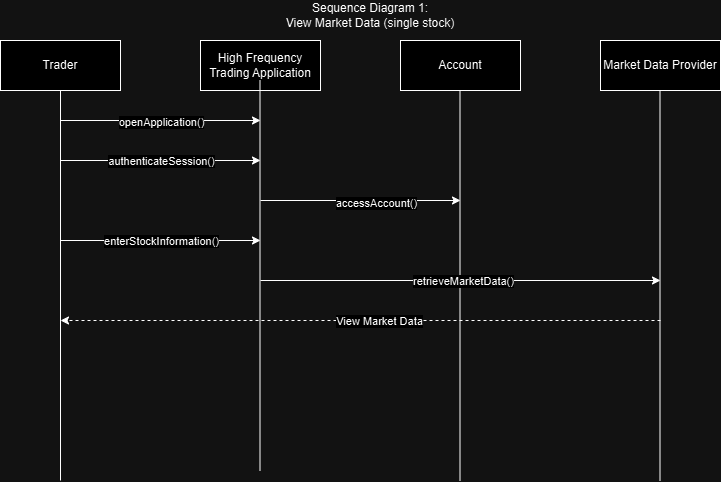 Sequence Diagram 1:
View Market Data (single stock)
Trader
High Frequency
Trading Application
Account
Market Data Provider
openApplication()
authenticateSession()
accessAccount()
enterStockInformation()
retrieveMarketData()
View Market Data